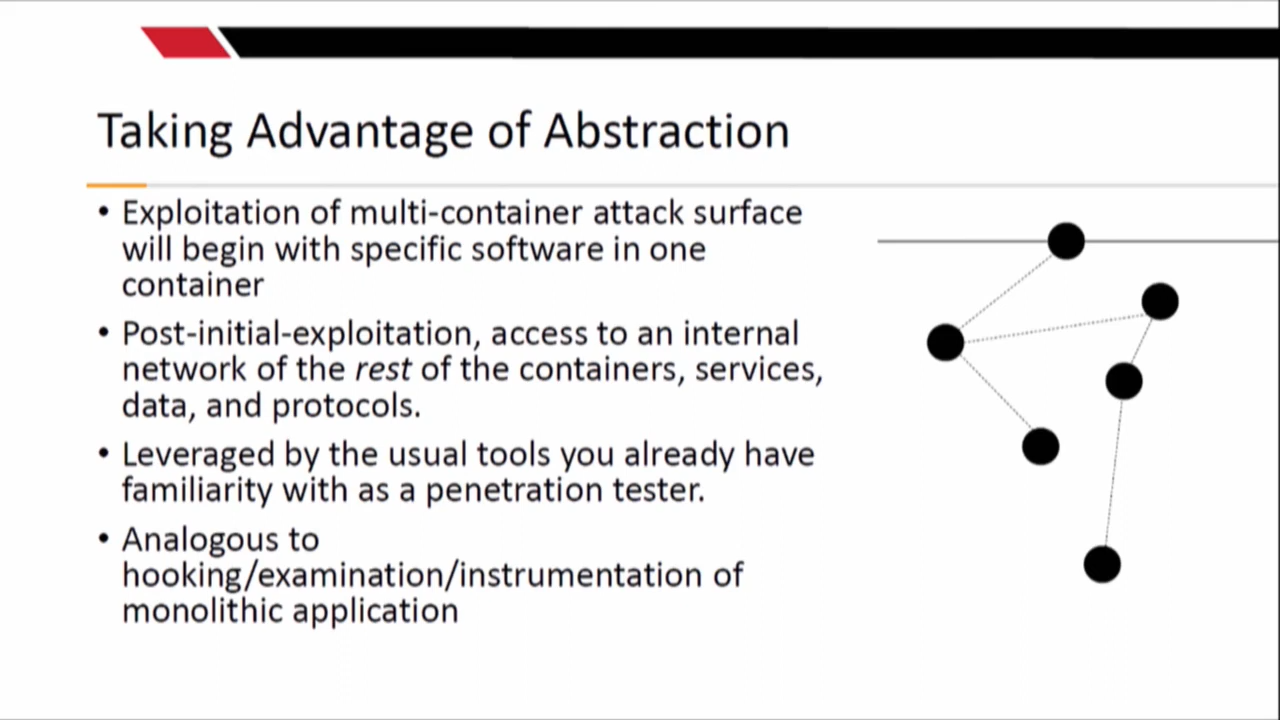 Taking Advantage of Abstraction
• Exploitation of multi-container attack surface
will begin with specific software in one
container
• Post-initial-exploitation, access to an internal
network of the rest of the containers, services,
data, and protocols.
• Leveraged by the usual tools you already have
familiarity with as a penetration tester.
• Analogous to
hooking/examination/instrumentation of
monolithic application